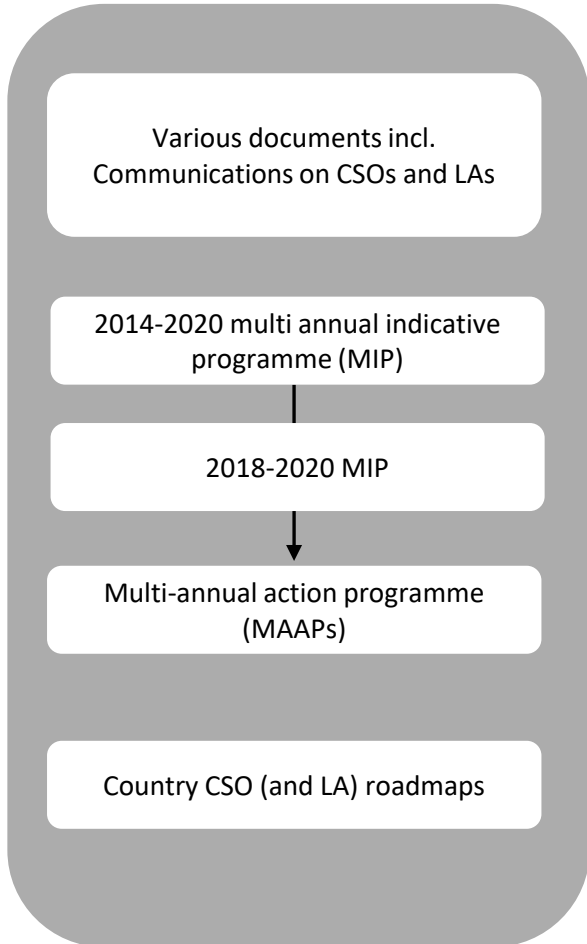 Various documents incl.
Communications on CSOs and LAs
2014-2020 multi annual indicative
programme (MIP)
2018-2020 MIP
Multi-annual action programme
(MAAPs)
Country CSO (and LA) roadmaps